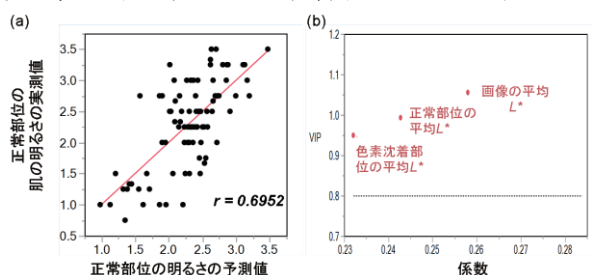 (a)
3.5
3.0
2.5
2.0
1.5
1.0
0.5
正常部位の
肌の明るさの実測値
r = 0.6952
1.0 1.5 2.0 2.5 3.0 3.5
正常部位の明るさの予測値
(b)
1.2
1.1
1.0
0.9
0.8
0.7
VIP
画像の平均
L*
正常部位の
平均L*
色素沈着部
位の平均L*
0.23 0.24 0.25 0.26 0.27 0.28
係数